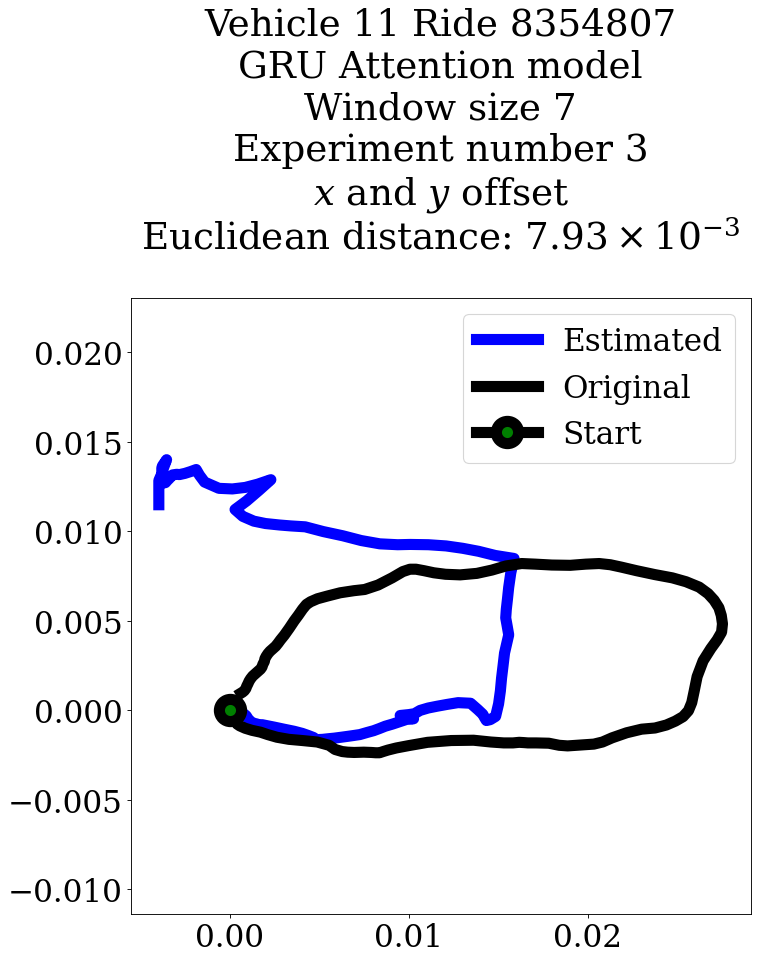 Vehicle 11 Ride 8354807
GRU Attention model
Window size 7
Experiment number 3
x and y offset
Euclidean distance: 7.93 × 10⁻³
Estimated
Original
Start
0.020
0.015
0.010
0.005
0.000
−0.005
−0.010
0.00 0.01 0.02